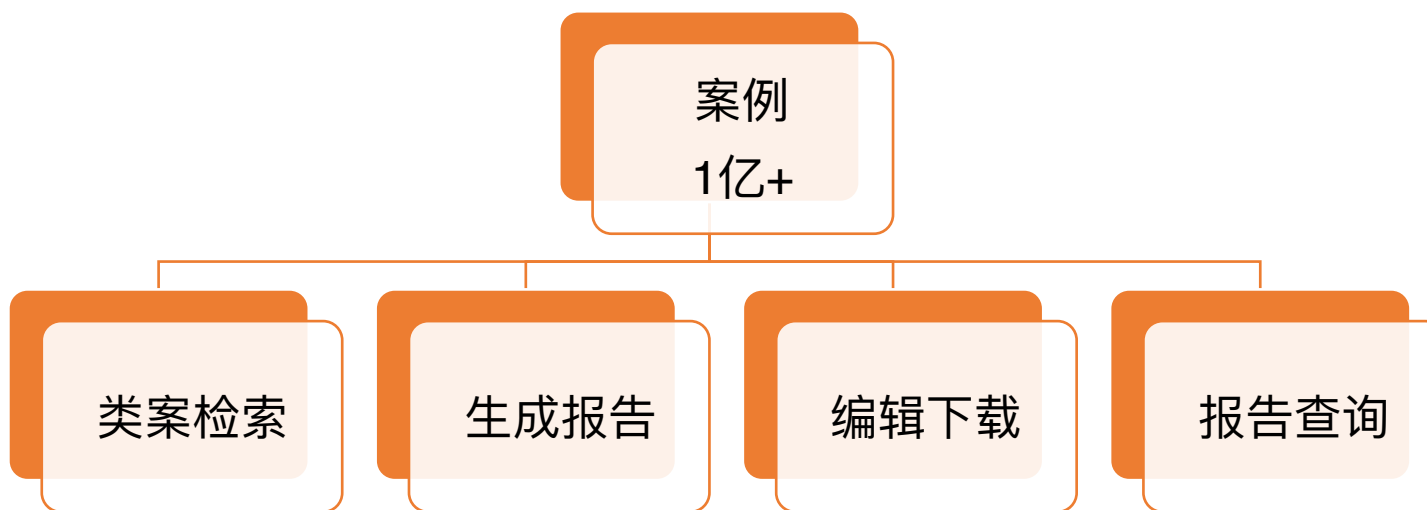 案例
1亿+
类案检索
生成报告
编辑下载
报告查询